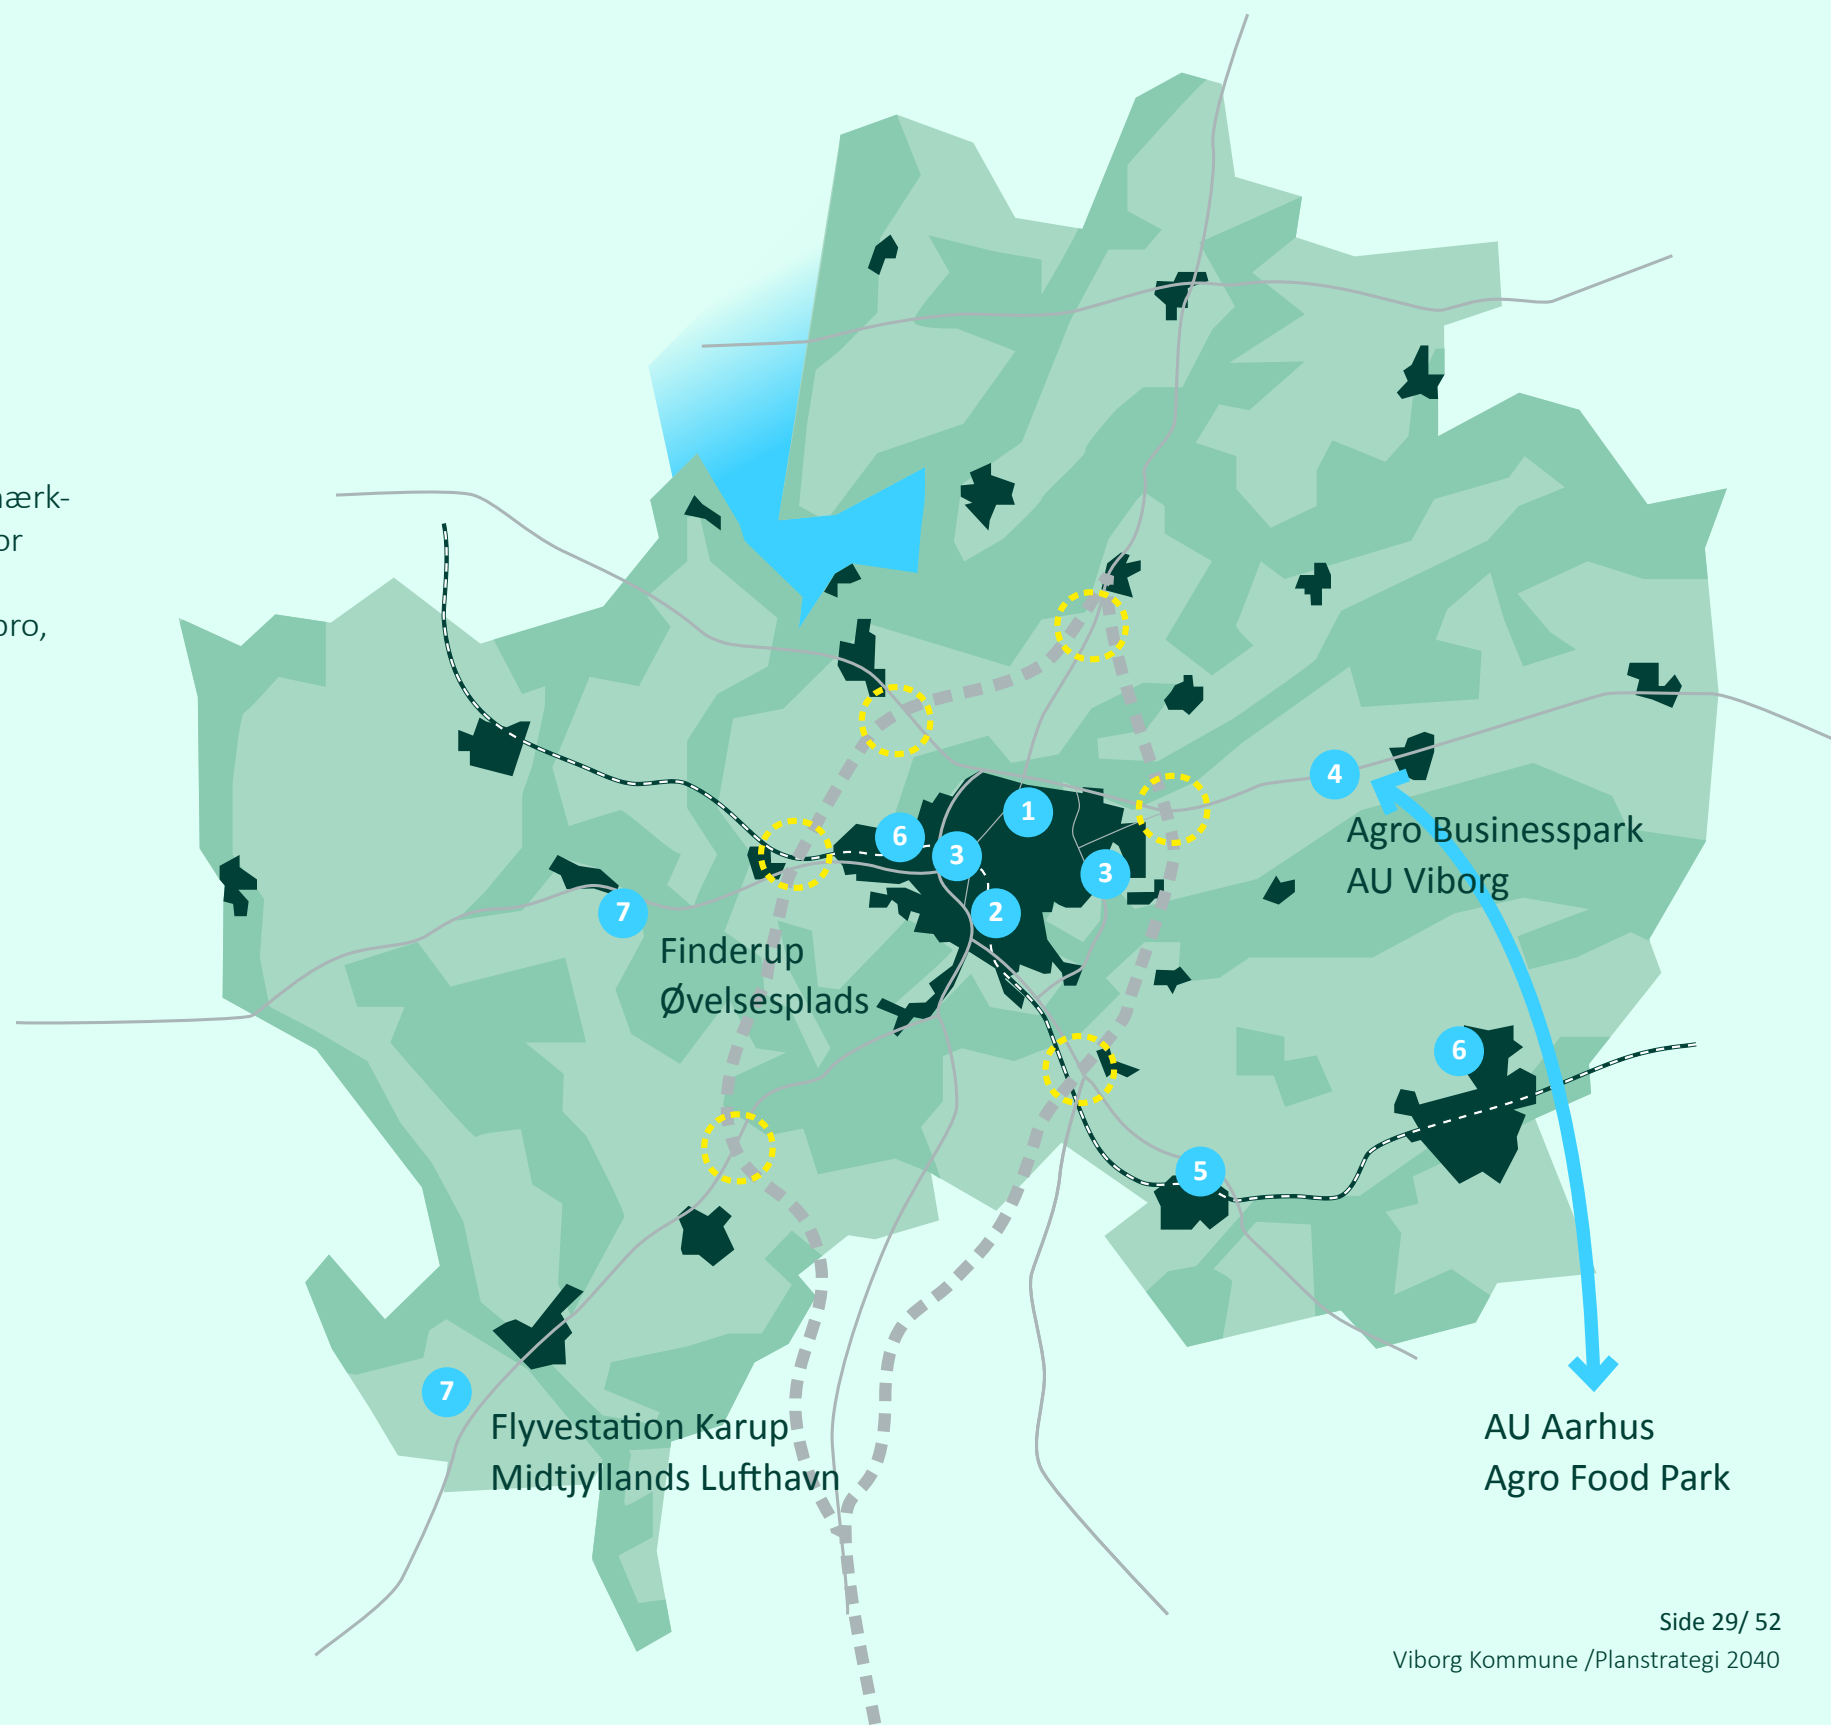 ærk-
or
oro,
4
1
Agro Businesspark
AU Viborg
6
3
3
7
2
Finderup
Øvelsesplads
6
5
7
Flyvestation Karup
Midtjyllands Lufthavn
AU Aarhus
Agro Food Park
Side 29/ 52
Viborg Kommune /Planstrategi 2040